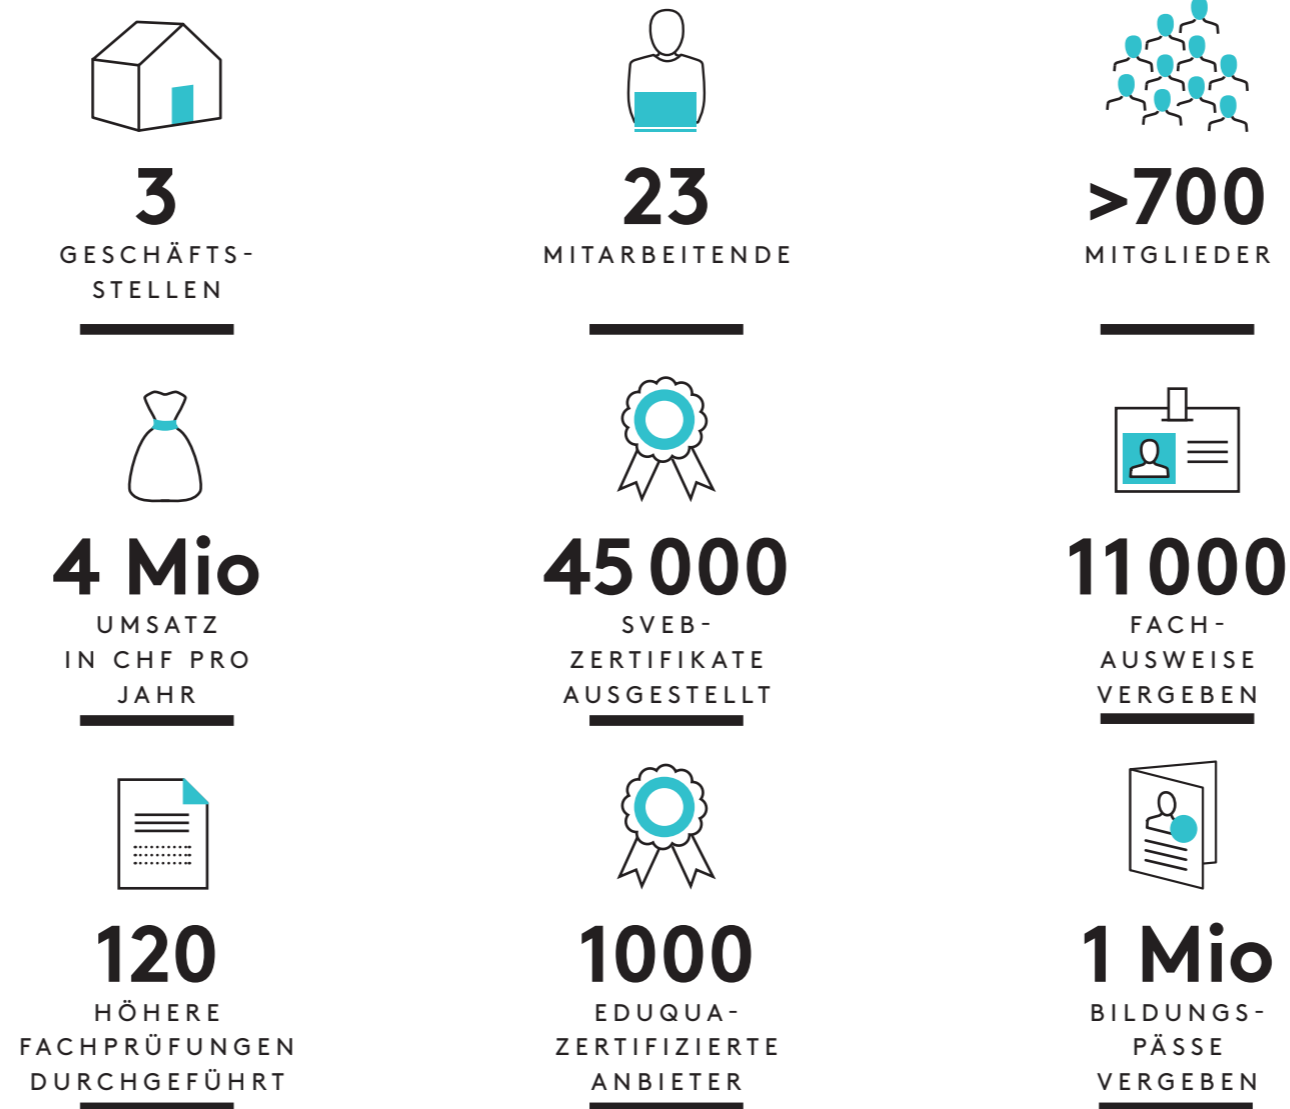 3
GESCHÄFTS-
STELLEN
23
MITARBEITENDE
>700
MITGLIEDER
4 Mio
UMSATZ
IN CHF PRO
JAHR
45 000
SVEB-
ZERTIFIKATE
AUSGESTELLT
11 000
FACH-
AUSWEISE
VERGEBEN
120
HÖHERE
FACHPRÜFUNGEN
DURCHGEFÜHRT
1000
EDUQUA-
ZERTIFIZIERTE
ANBIETER
1 Mio
BILDUNGS-
PÄSSE
VERGEBEN